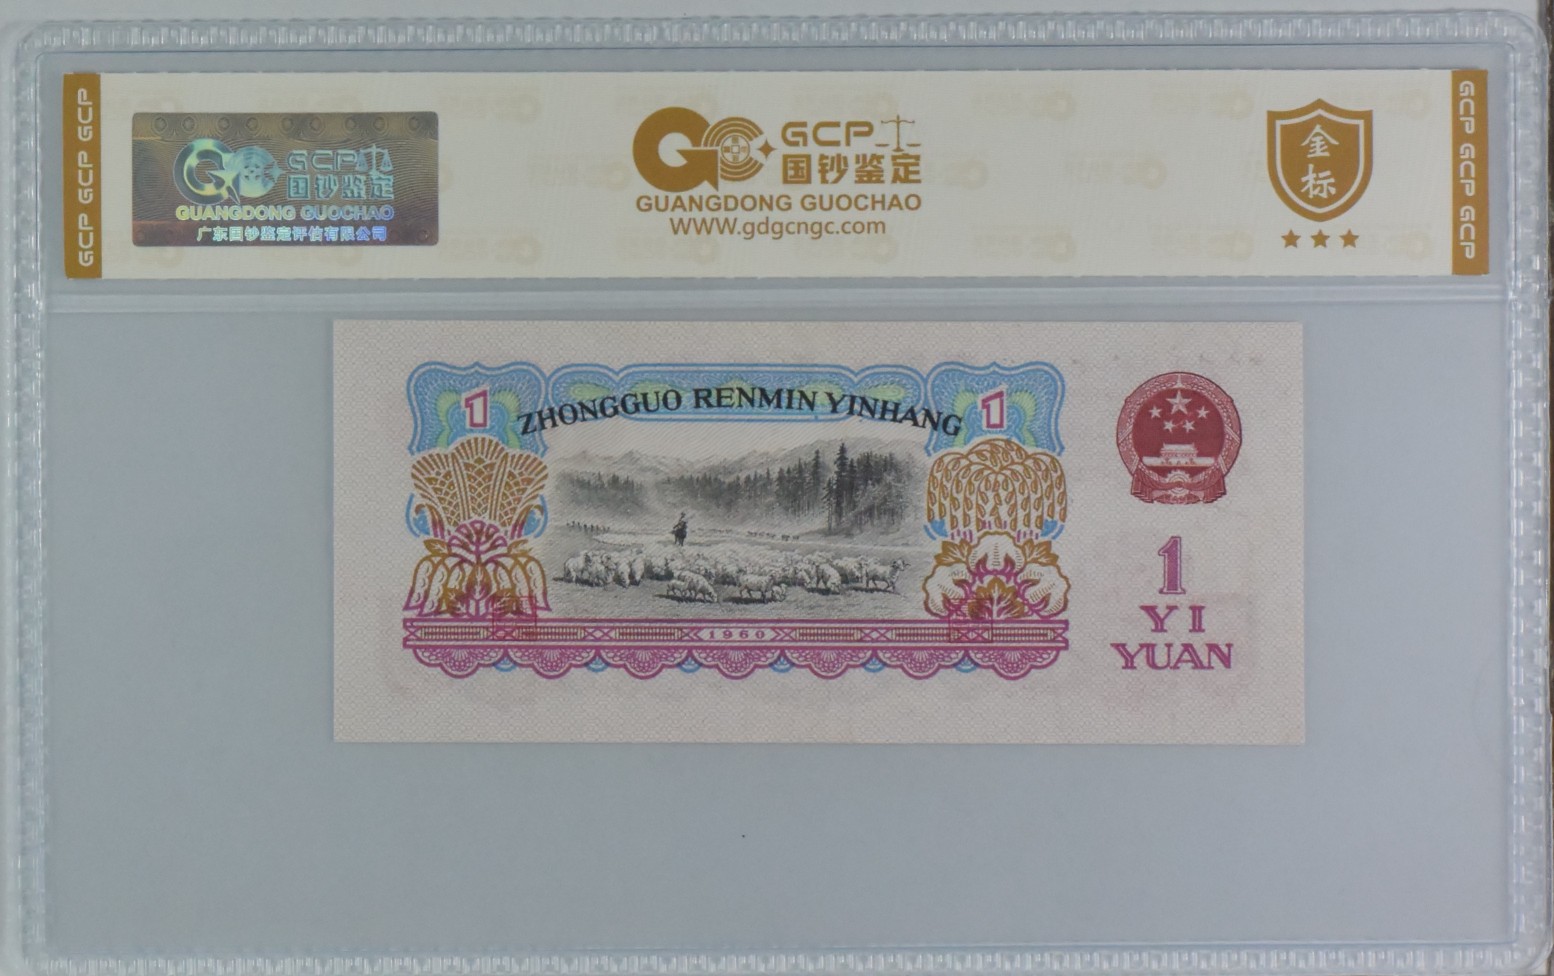 GCP GCP GCP
GCP
国钞鉴定
GUANGDONG GUOCHAO
广东国钞鉴定评估有限公司
GCP
国钞鉴定
GUANGDONG GUOCHAO
WWW.gdgcngc.com
金
标
GCP GCP GCP
1
ZHONGGUO RENMIN YINHANG
1
1960
1
YI
YUAN